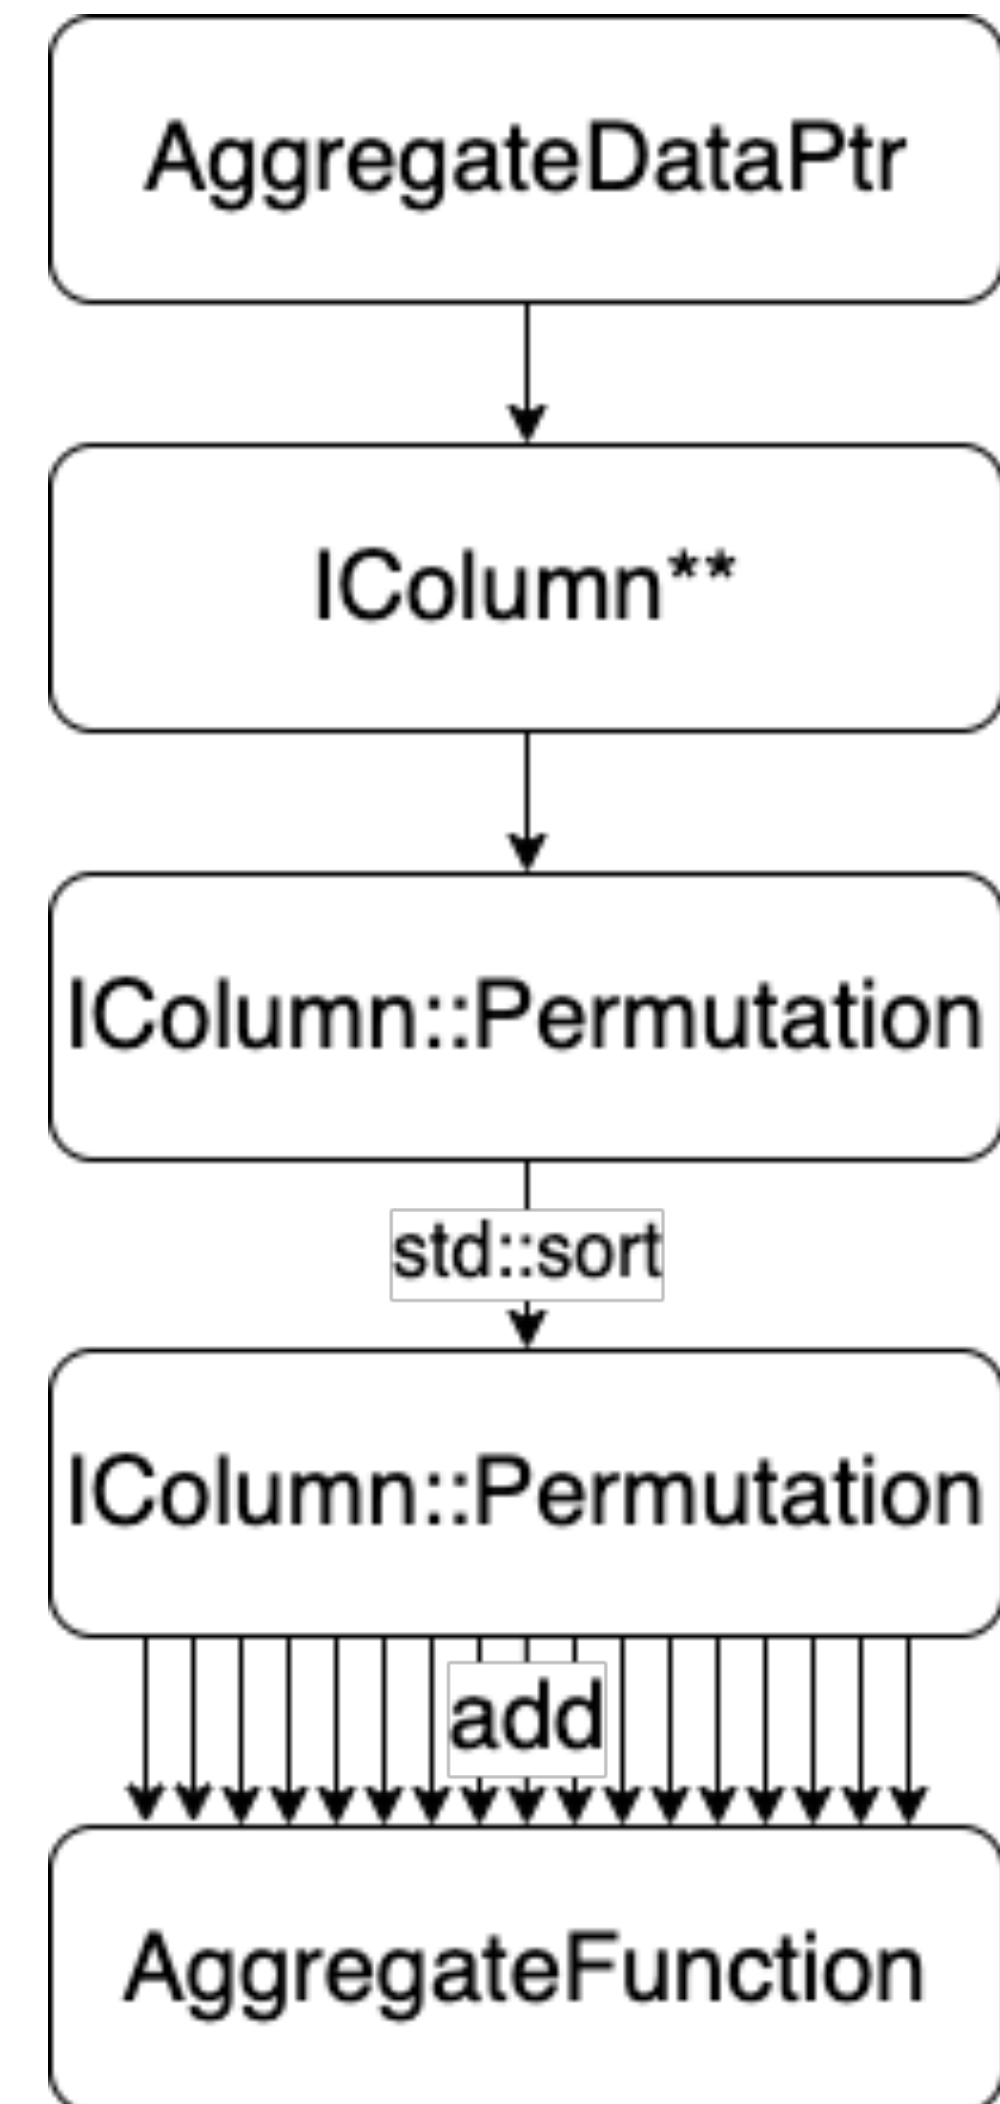 AggregateDataPtr
IColumn**
IColumn::Permutation
std::sort
IColumn::Permutation
add
AggregateFunction